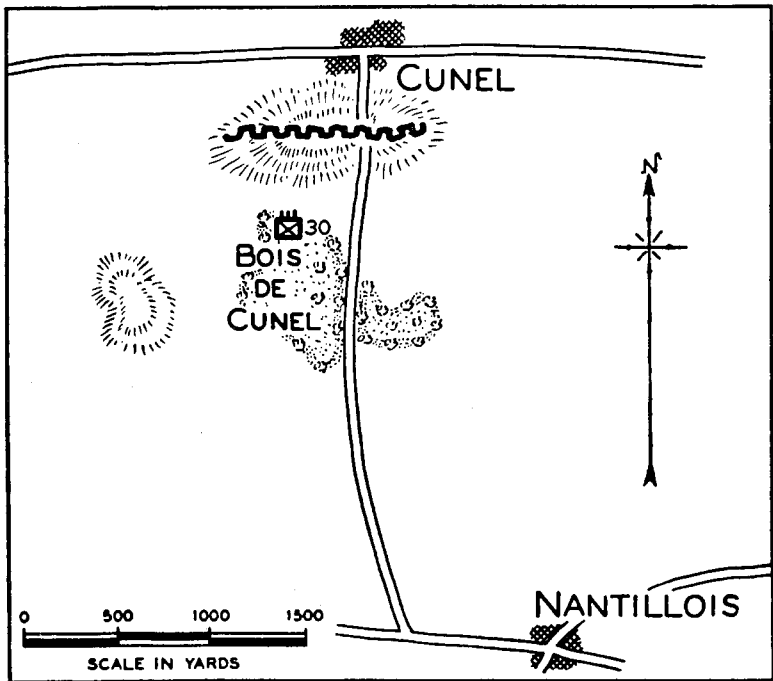 CUNEL
N
30
BOIS
DE
CUNEL
NANTILLOIS
0 500 1000 1500
SCALE IN YARDS